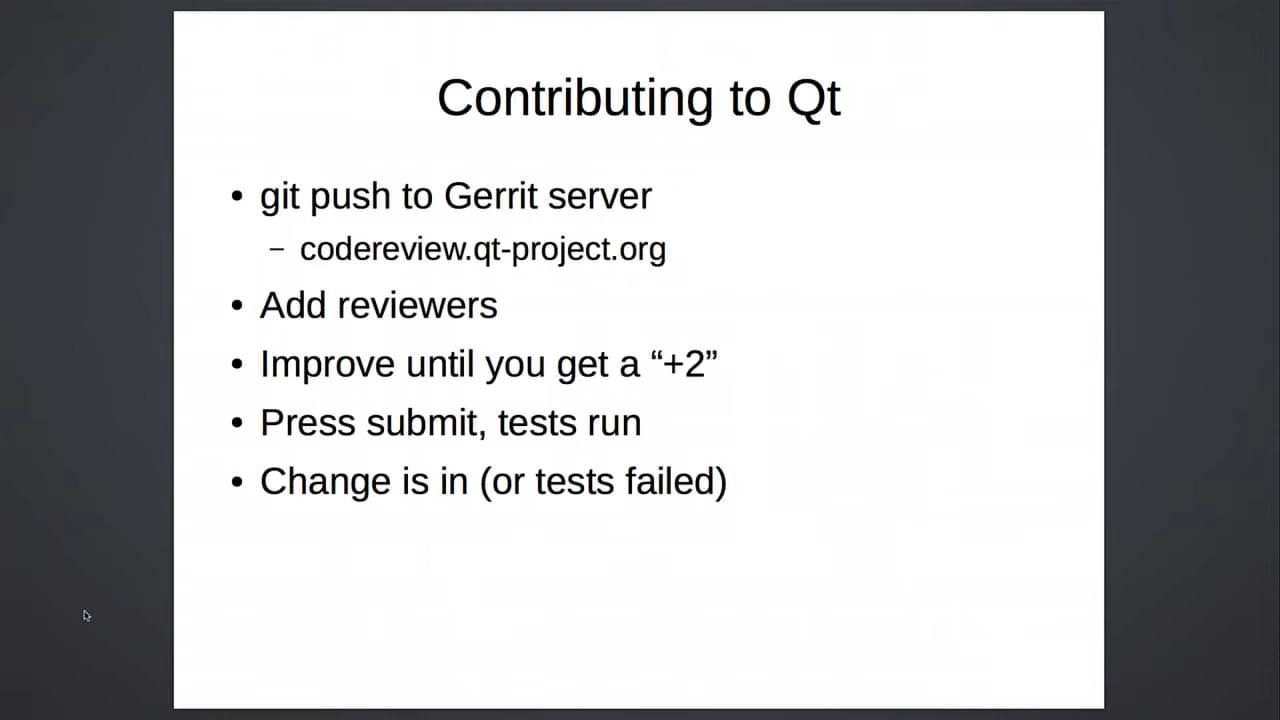 Contributing to Qt
• git push to Gerrit server
– codereview.qt-project.org
• Add reviewers
• Improve until you get a “+2”
• Press submit, tests run
• Change is in (or tests failed)